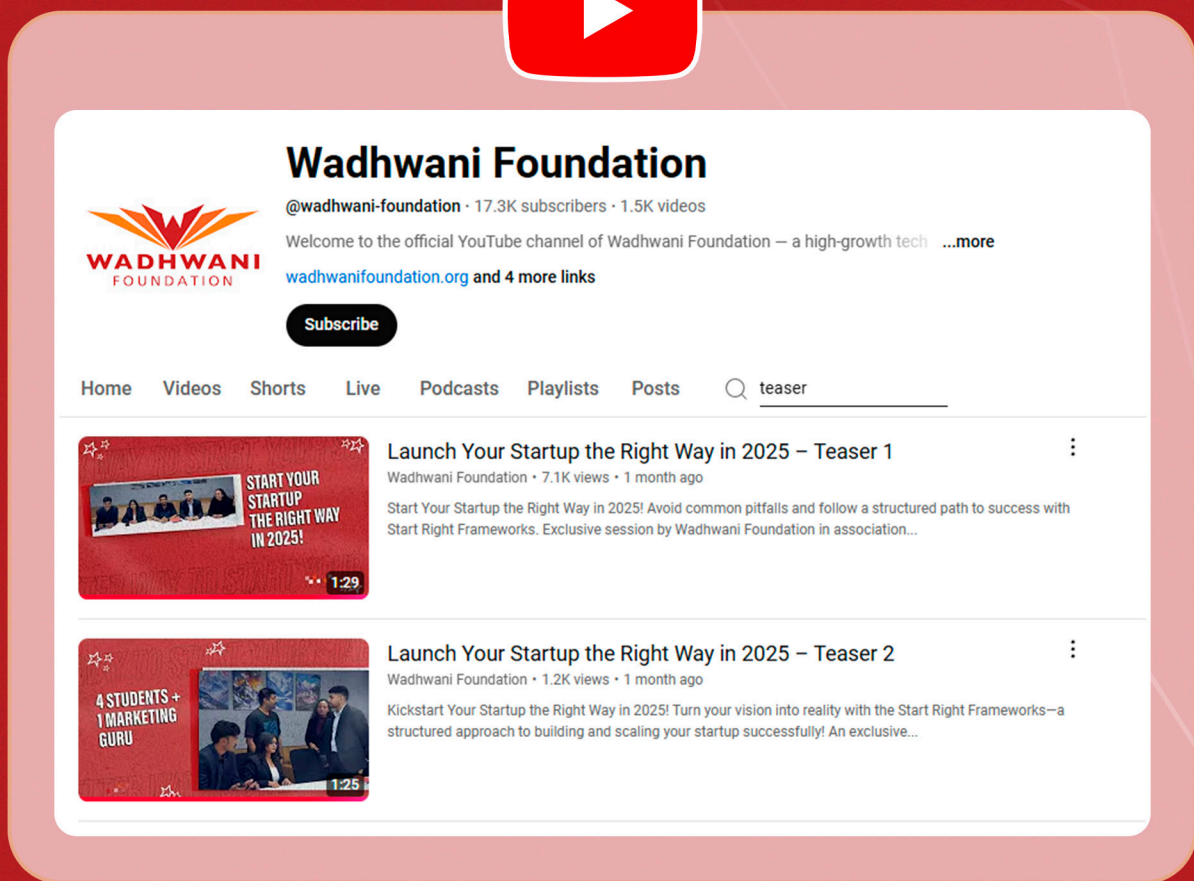 Wadhwani Foundation
@wadhwani-foundation · 17.3K subscribers · 1.5K videos
Welcome to the official YouTube channel of Wadhwani Foundation — a high-growth tech ...more
WADHWANI
FOUNDATION
wadhwanifoundation.org and 4 more links
Subscribe
Home Videos Shorts Live Podcasts Playlists Posts teaser
START YOUR
STARTUP
THE RIGHT WAY
IN 2025!
1:29
Launch Your Startup the Right Way in 2025 – Teaser 1
Wadhwani Foundation • 7.1K views • 1 month ago
Start Your Startup the Right Way in 2025! Avoid common pitfalls and follow a structured path to success with
Start Right Frameworks. Exclusive session by Wadhwani Foundation in association...
4 STUDENTS +
1 MARKETING
GURU
1:25
Launch Your Startup the Right Way in 2025 – Teaser 2
Wadhwani Foundation • 1.2K views • 1 month ago
Kickstart Your Startup the Right Way in 2025! Turn your vision into reality with the Start Right Frameworks—a
structured approach to building and scaling your startup successfully! An exclusive...